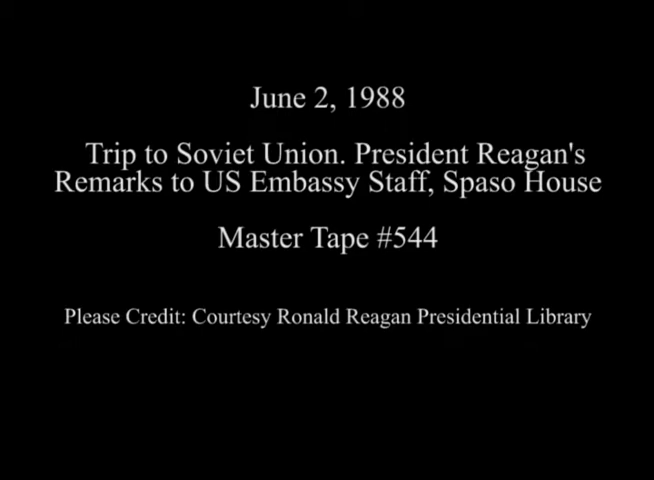 June 2, 1988
Trip to Soviet Union. President Reagan's
Remarks to US Embassy Staff, Spaso House
Master Tape #544
Please Credit: Courtesy Ronald Reagan Presidential Library